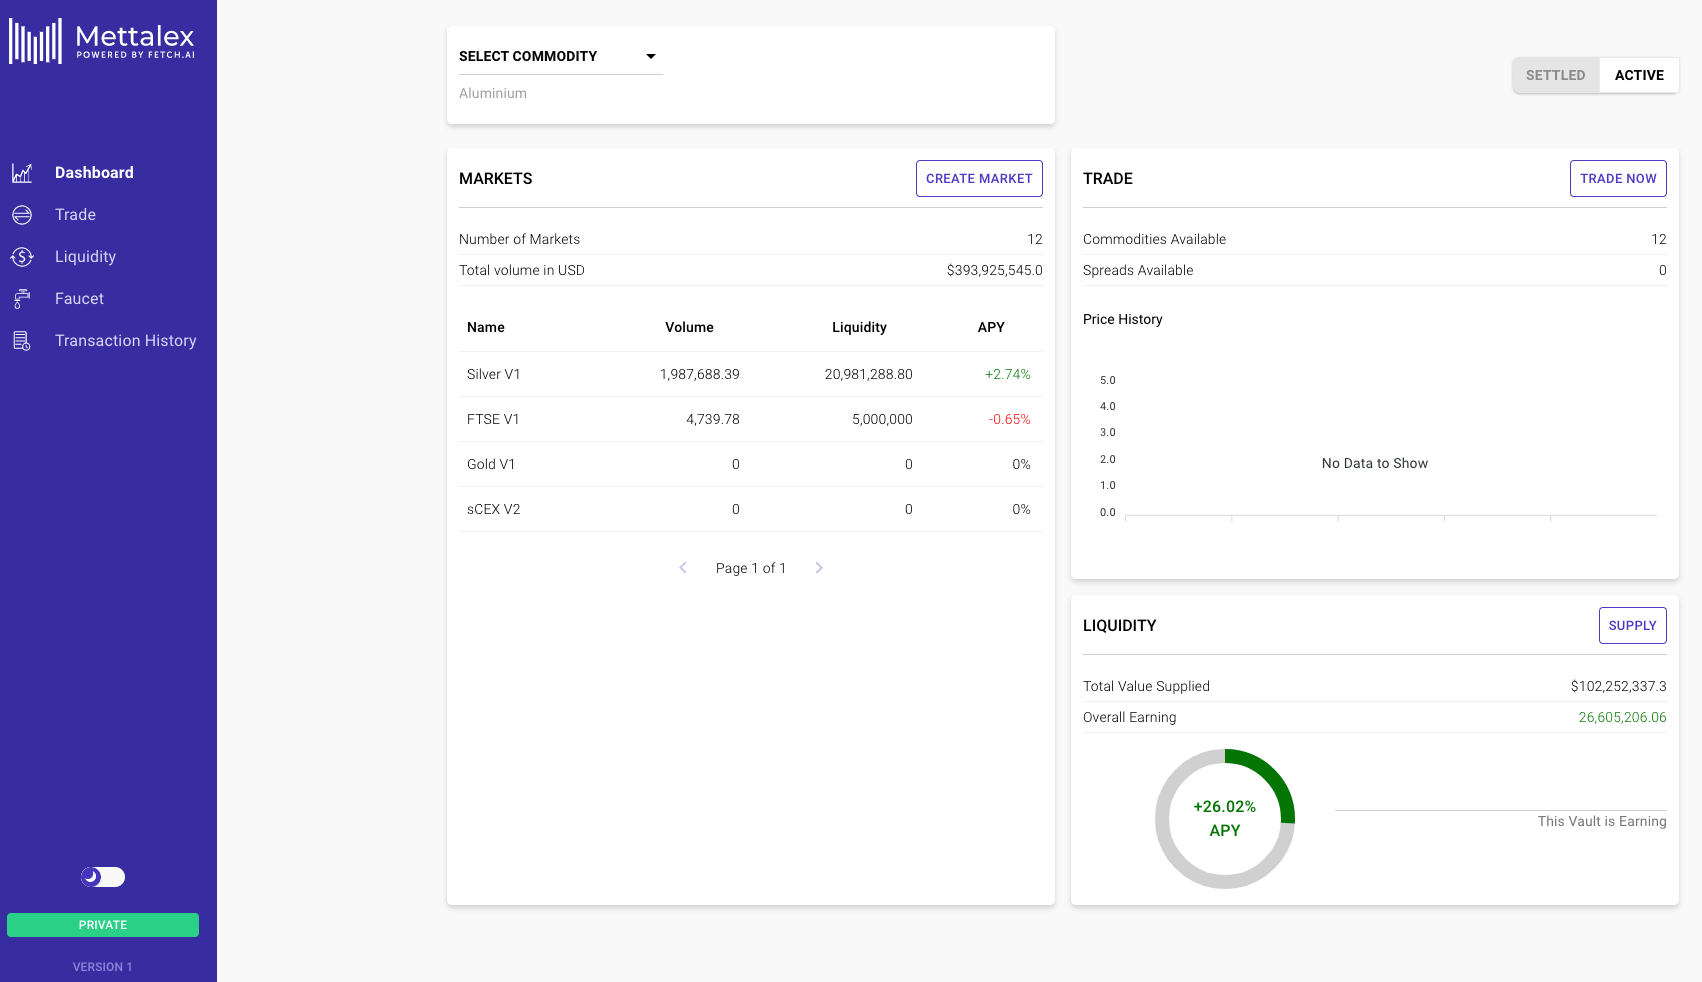 Mettalex
POWERED BY FETCH.AI
Dashboard
Trade
Liquidity
Faucet
Transaction History
PRIVATE
VERSION 1
SELECT COMMODITY
Aluminium
SETTLED ACTIVE
MARKETS CREATE MARKET
Number of Markets 12
Total volume in USD $393,925,545.0
Name Volume Liquidity APY
Silver V1 1,987,688.39 20,981,288.80 +2.74%
FTSE V1 4,739.78 5,000,000 -0.65%
Gold V1 0 0 0%
sCEX V2 0 0 0%
Page 1 of 1
TRADE TRADE NOW
Commodities Available 12
Spreads Available 0
Price History
5.0
4.0
3.0
2.0
1.0
0.0
No Data to Show
LIQUIDITY SUPPLY
Total Value Supplied $102,252,337.3
Overall Earning 26,605,206.06
+26.02%
APY
This Vault is Earning